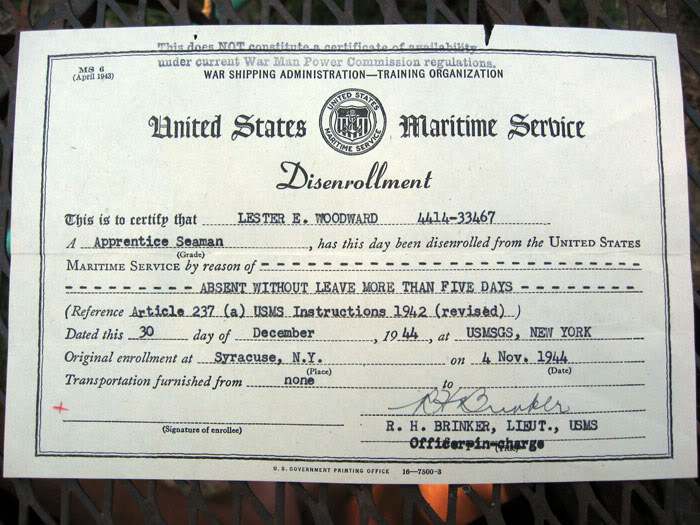 This does NOT constitute a certificate of availability
under current War Man Power Commission regulations.
MS 6
(April 1943)
WAR SHIPPING ADMINISTRATION—TRAINING ORGANIZATION
United States Maritime Service
UNITED STATES
MARITIME SERVICE
Disenrollment
This is to certify that LESTER E. WOODWARD 4414-33467
A Apprentice Seaman , has this day been disenrolled from the UNITED STATES
(Grade)
MARITIME SERVICE by reason of - - - - - - - - - - - - - - - - - - - - - - - - - -
- - - - - - - - - ABSENT WITHOUT LEAVE MORE THAN FIVE DAYS - - - - - - - -
(Reference Article 237 (a) USMS Instructions 1942 (revised) )
Dated this 30 day of December , 1944, at USMSGS, NEW YORK
Original enrollment at Syracuse, N.Y. on 4 Nov. 1944
(Place) (Date)
Transportation furnished from none to
R H Brinker
R. H. BRINKER, LIEUT., USMS
(Signature of enrollee)
Officer-in-charge
U. S. GOVERNMENT PRINTING OFFICE 16—7500-3